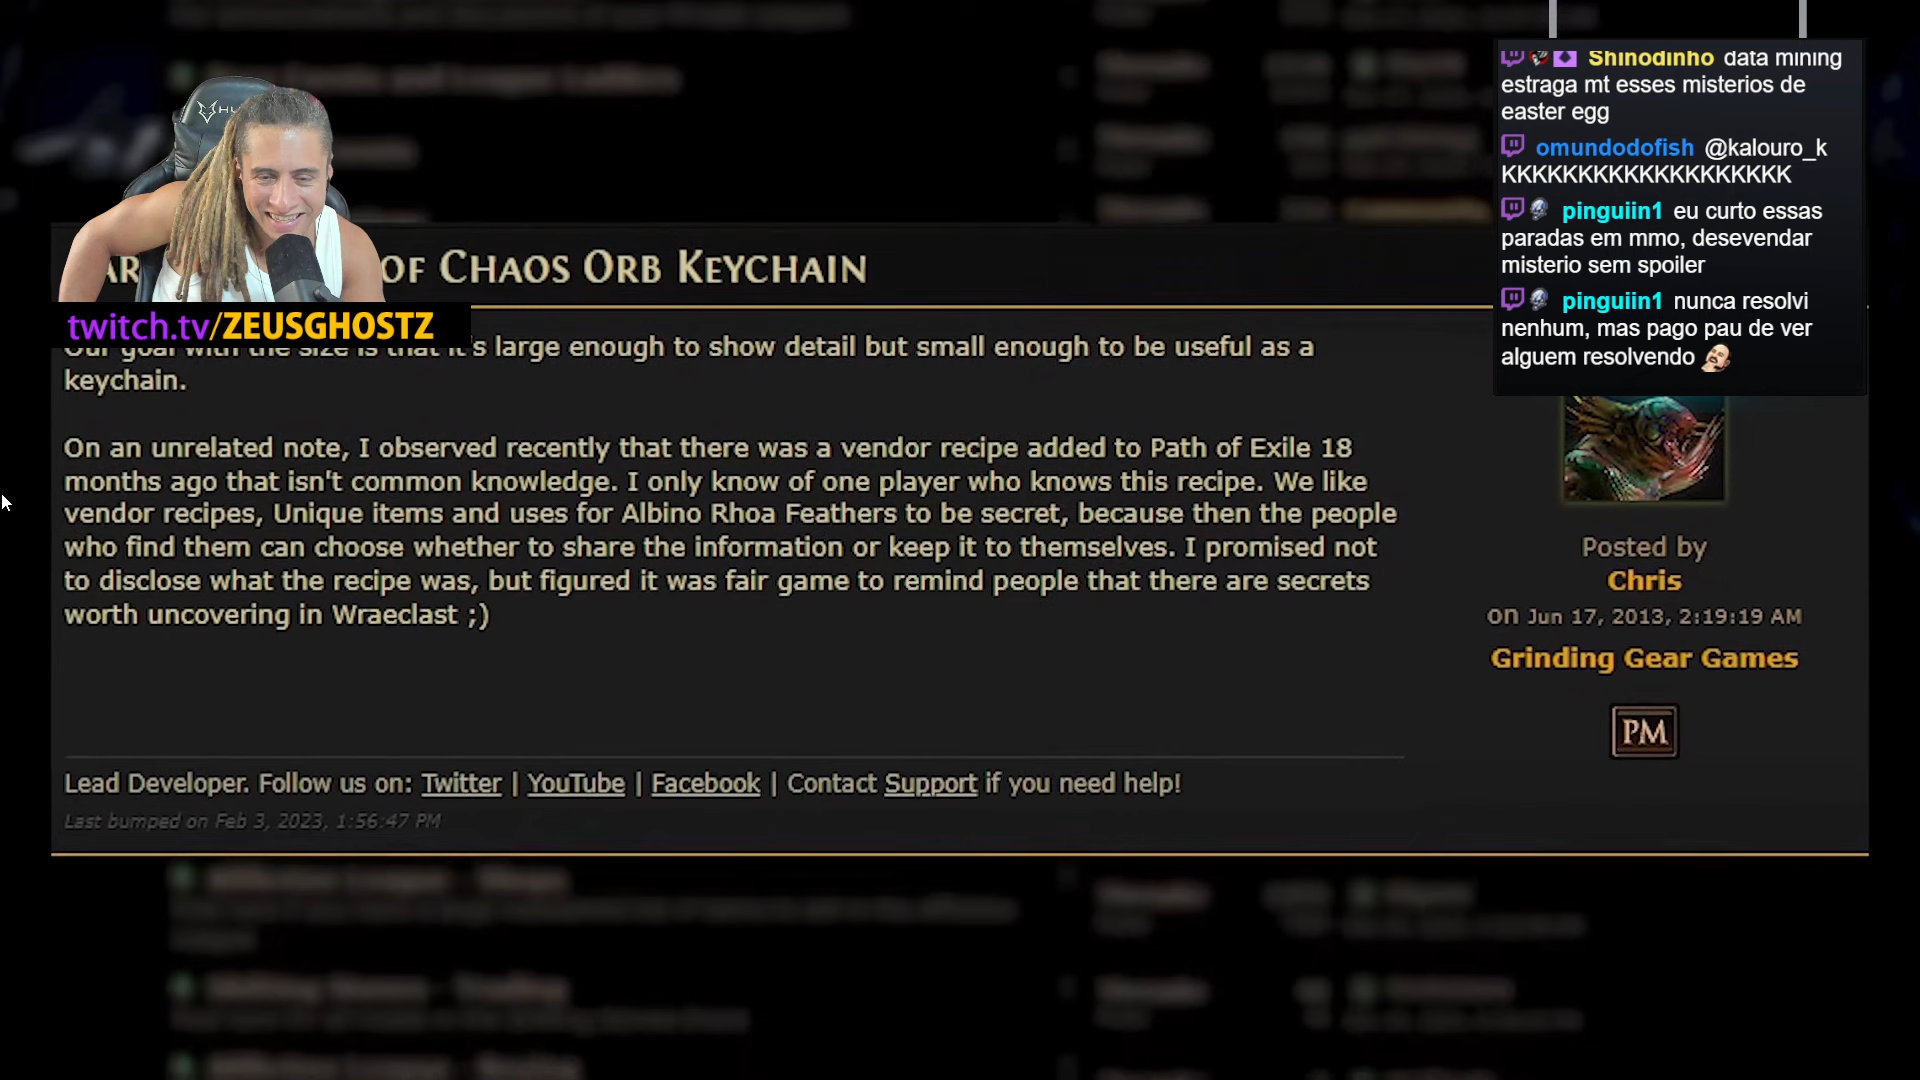 Shinodinho data mining
estraga mt esses misterios de
easter egg
omundodofish @kalouro_k
KKKKKKKKKKKKKKKKKKK
pinguiin1 eu curto essas
paradas em mmo, desevendar
misterio sem spoiler
pinguiin1 nunca resolvi
nenhum, mas pago pau de ver
alguem resolvendo
of Chaos Orb Keychain
twitch.tv/ZEUSGHOSTZ
Our goal with the size is that it's large enough to show detail but small enough to be useful as a
keychain.
On an unrelated note, I observed recently that there was a vendor recipe added to Path of Exile 18
months ago that isn't common knowledge. I only know of one player who knows this recipe. We like
vendor recipes, Unique items and uses for Albino Rhoa Feathers to be secret, because then the people
who find them can choose whether to share the information or keep it to themselves. I promised not
to disclose what the recipe was, but figured it was fair game to remind people that there are secrets
worth uncovering in Wraeclast ;)
Posted by
Chris
on Jun 17, 2013, 2:19:19 AM
Grinding Gear Games
PM
Lead Developer. Follow us on: Twitter | YouTube | Facebook | Contact Support if you need help!
Last bumped on Feb 3, 2023, 1:56:47 PM